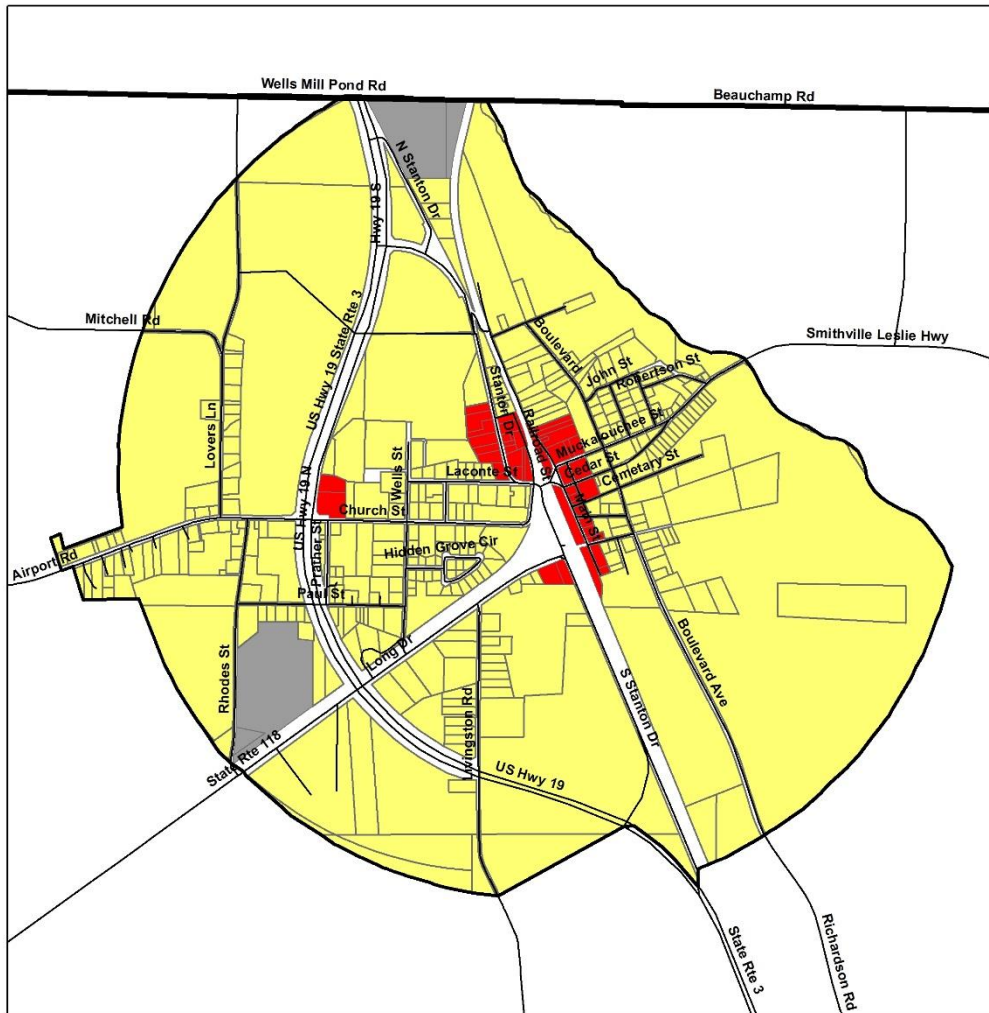 Wells Mill Pond Rd
Beauchamp Rd
N Stanton Dr
Hwy 19 S
US Hwy 19 State Rte 3
Mitchell Rd
Smithville Leslie Hwy
Boulevard
John St
Robertson St
Stanton Dr
Railroad St
Lovers Ln
Muckalouchee St
Cedar St
Cemetary St
Wells St
Laconte St
Main St
US Hwy 19 N
Church St
Prather St
Hidden Grove Cir
Airport Rd
Paul St
Long Dr
Rhodes St
Boulevard Ave
S Stanton Dr
Livingston Rd
State Rte 118
US Hwy 19
State Rte 3
Richardson Rd